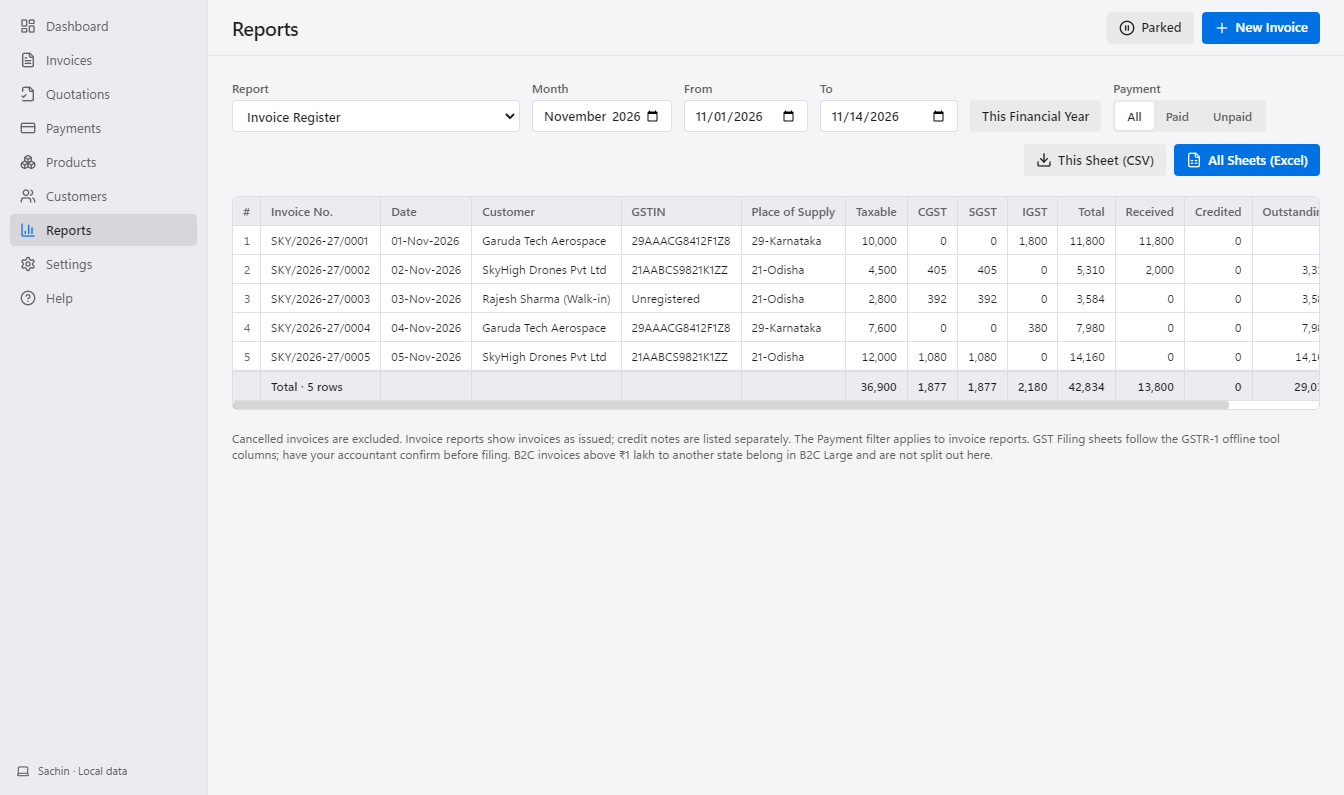 Dashboard
Invoices
Quotations
Payments
Products
Customers
Reports
Settings
Help
Sachin · Local data
Reports
Parked
New Invoice
Report
Month
From
To
Payment
Invoice Register
November 2026
11/01/2026
11/14/2026
This Financial Year
All Paid Unpaid
This Sheet (CSV)
All Sheets (Excel)
# Invoice No. Date Customer GSTIN Place of Supply Taxable CGST SGST IGST Total Received Credited Outstandin
1 SKY/2026-27/0001 01-Nov-2026 Garuda Tech Aerospace 29AAACG8412F1Z8 29-Karnataka 10,000 0 0 1,800 11,800 11,800 0
2 SKY/2026-27/0002 02-Nov-2026 SkyHigh Drones Pvt Ltd 21AABCS9821K1ZZ 21-Odisha 4,500 405 405 0 5,310 2,000 0
3 SKY/2026-27/0003 03-Nov-2026 Rajesh Sharma (Walk-in) Unregistered 21-Odisha 2,800 392 392 0 3,584 0 0
4 SKY/2026-27/0004 04-Nov-2026 Garuda Tech Aerospace 29AAACG8412F1Z8 29-Karnataka 7,600 0 0 380 7,980 0 0
5 SKY/2026-27/0005 05-Nov-2026 SkyHigh Drones Pvt Ltd 21AABCS9821K1ZZ 21-Odisha 12,000 1,080 1,080 0 14,160 0 0
Total · 5 rows 36,900 1,877 1,877 2,180 42,834 13,800 0
Cancelled invoices are excluded. Invoice reports show invoices as issued; credit notes are listed separately. The Payment filter applies to invoice reports. GST Filing sheets follow the GSTR-1 offline tool
columns; have your accountant confirm before filing. B2C invoices above ₹1 lakh to another state belong in B2C Large and are not split out here.